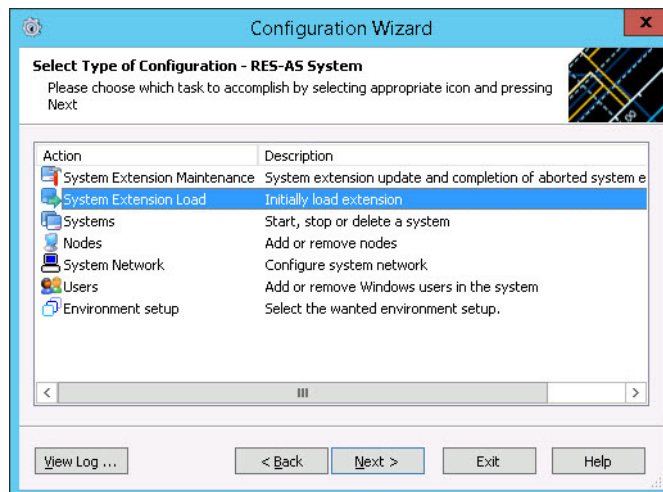 Configuration Wizard
x
Select Type of Configuration - RES-AS System
Please choose which task to accomplish by selecting appropriate icon and pressing
Next
Action Description
System Extension Maintenance System extension update and completion of aborted system e
System Extension Load Initially load extension
Systems Start, stop or delete a system
Nodes Add or remove nodes
System Network Configure system network
Users Add or remove Windows users in the system
Environment setup Select the wanted environment setup.
View Log ... < Back Next > Exit Help